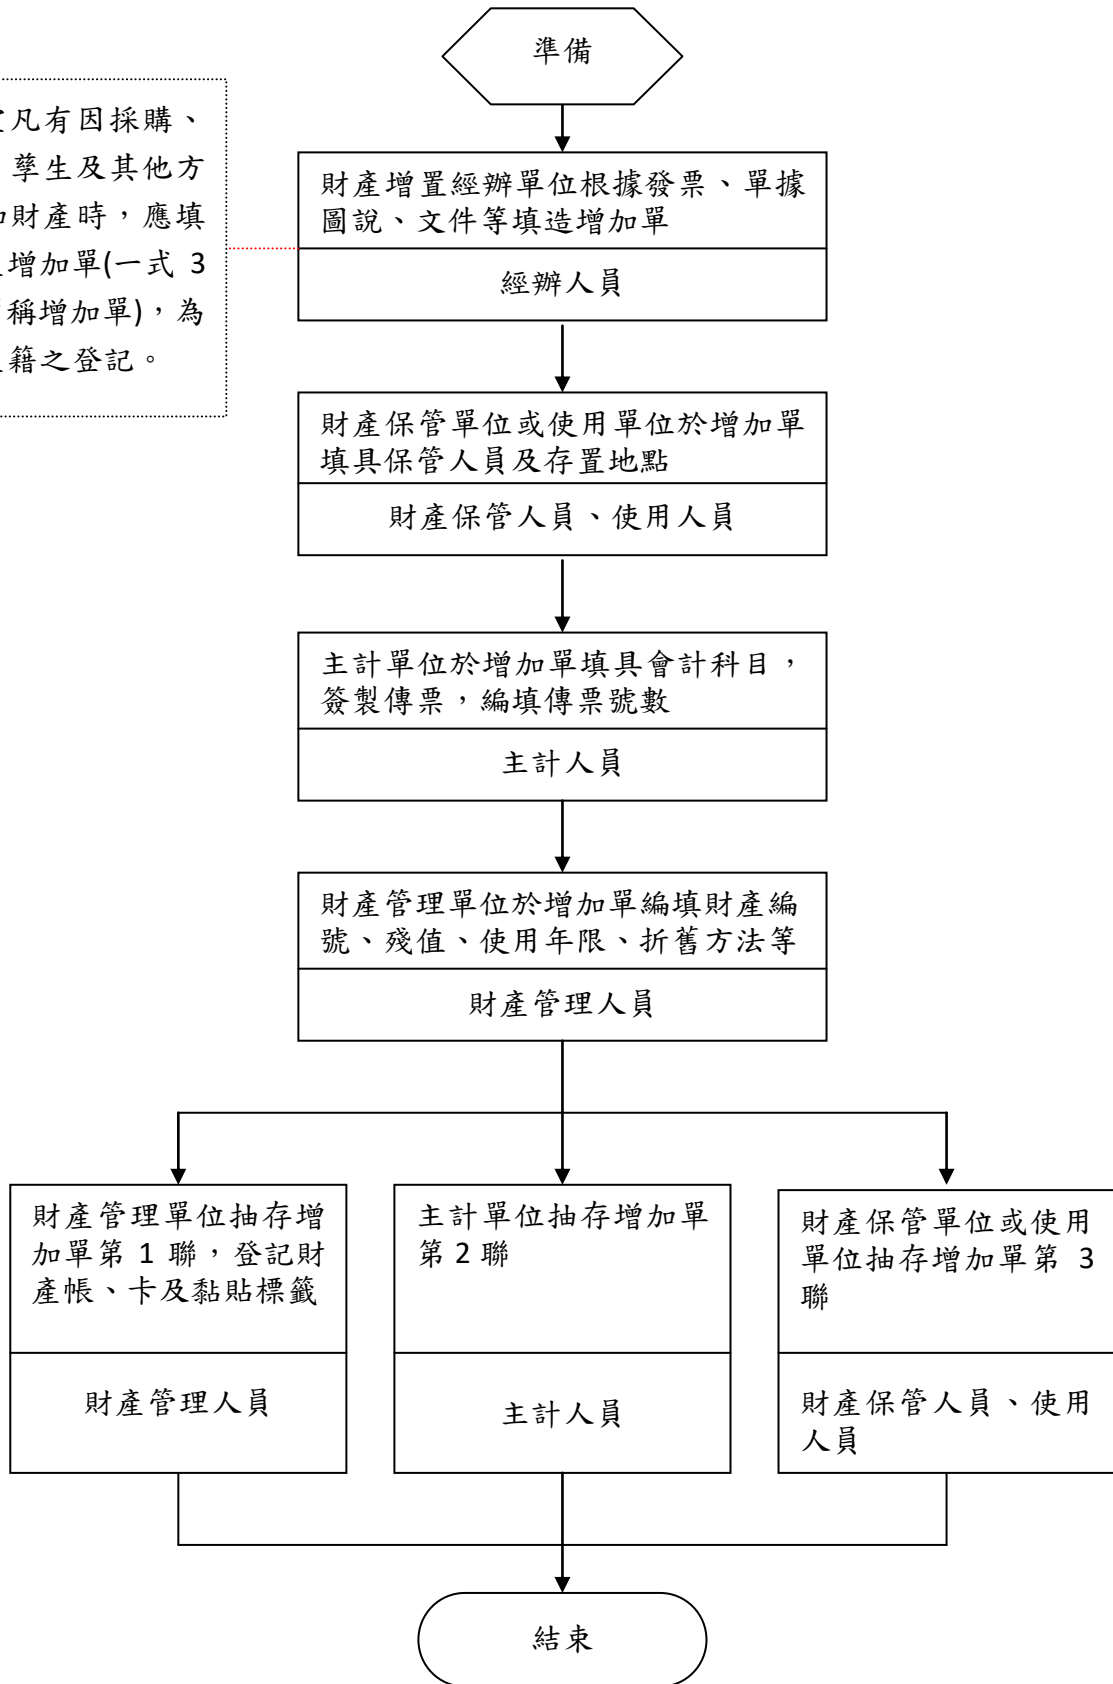 準備
凡有因採購、
孳生及其他方
財產時，應填
增加單(一式 3
稱增加單)，為
籍之登記。
財產增置經辦單位根據發票、單據
圖說、文件等填造增加單
經辦人員
財產保管單位或使用單位於增加單
填具保管人員及存置地點
財產保管人員、使用人員
主計單位於增加單填具會計科目，
簽製傳票，編填傳票號數
主計人員
財產管理單位於增加單編填財產編
號、殘值、使用年限、折舊方法等
財產管理人員
財產管理單位抽存增
加單第 1 聯，登記財
產帳、卡及黏貼標籤
財產管理人員
主計單位抽存增加單
第 2 聯
主計人員
財產保管單位或使用
單位抽存增加單第 3
聯
財產保管人員、使用
人員
結束